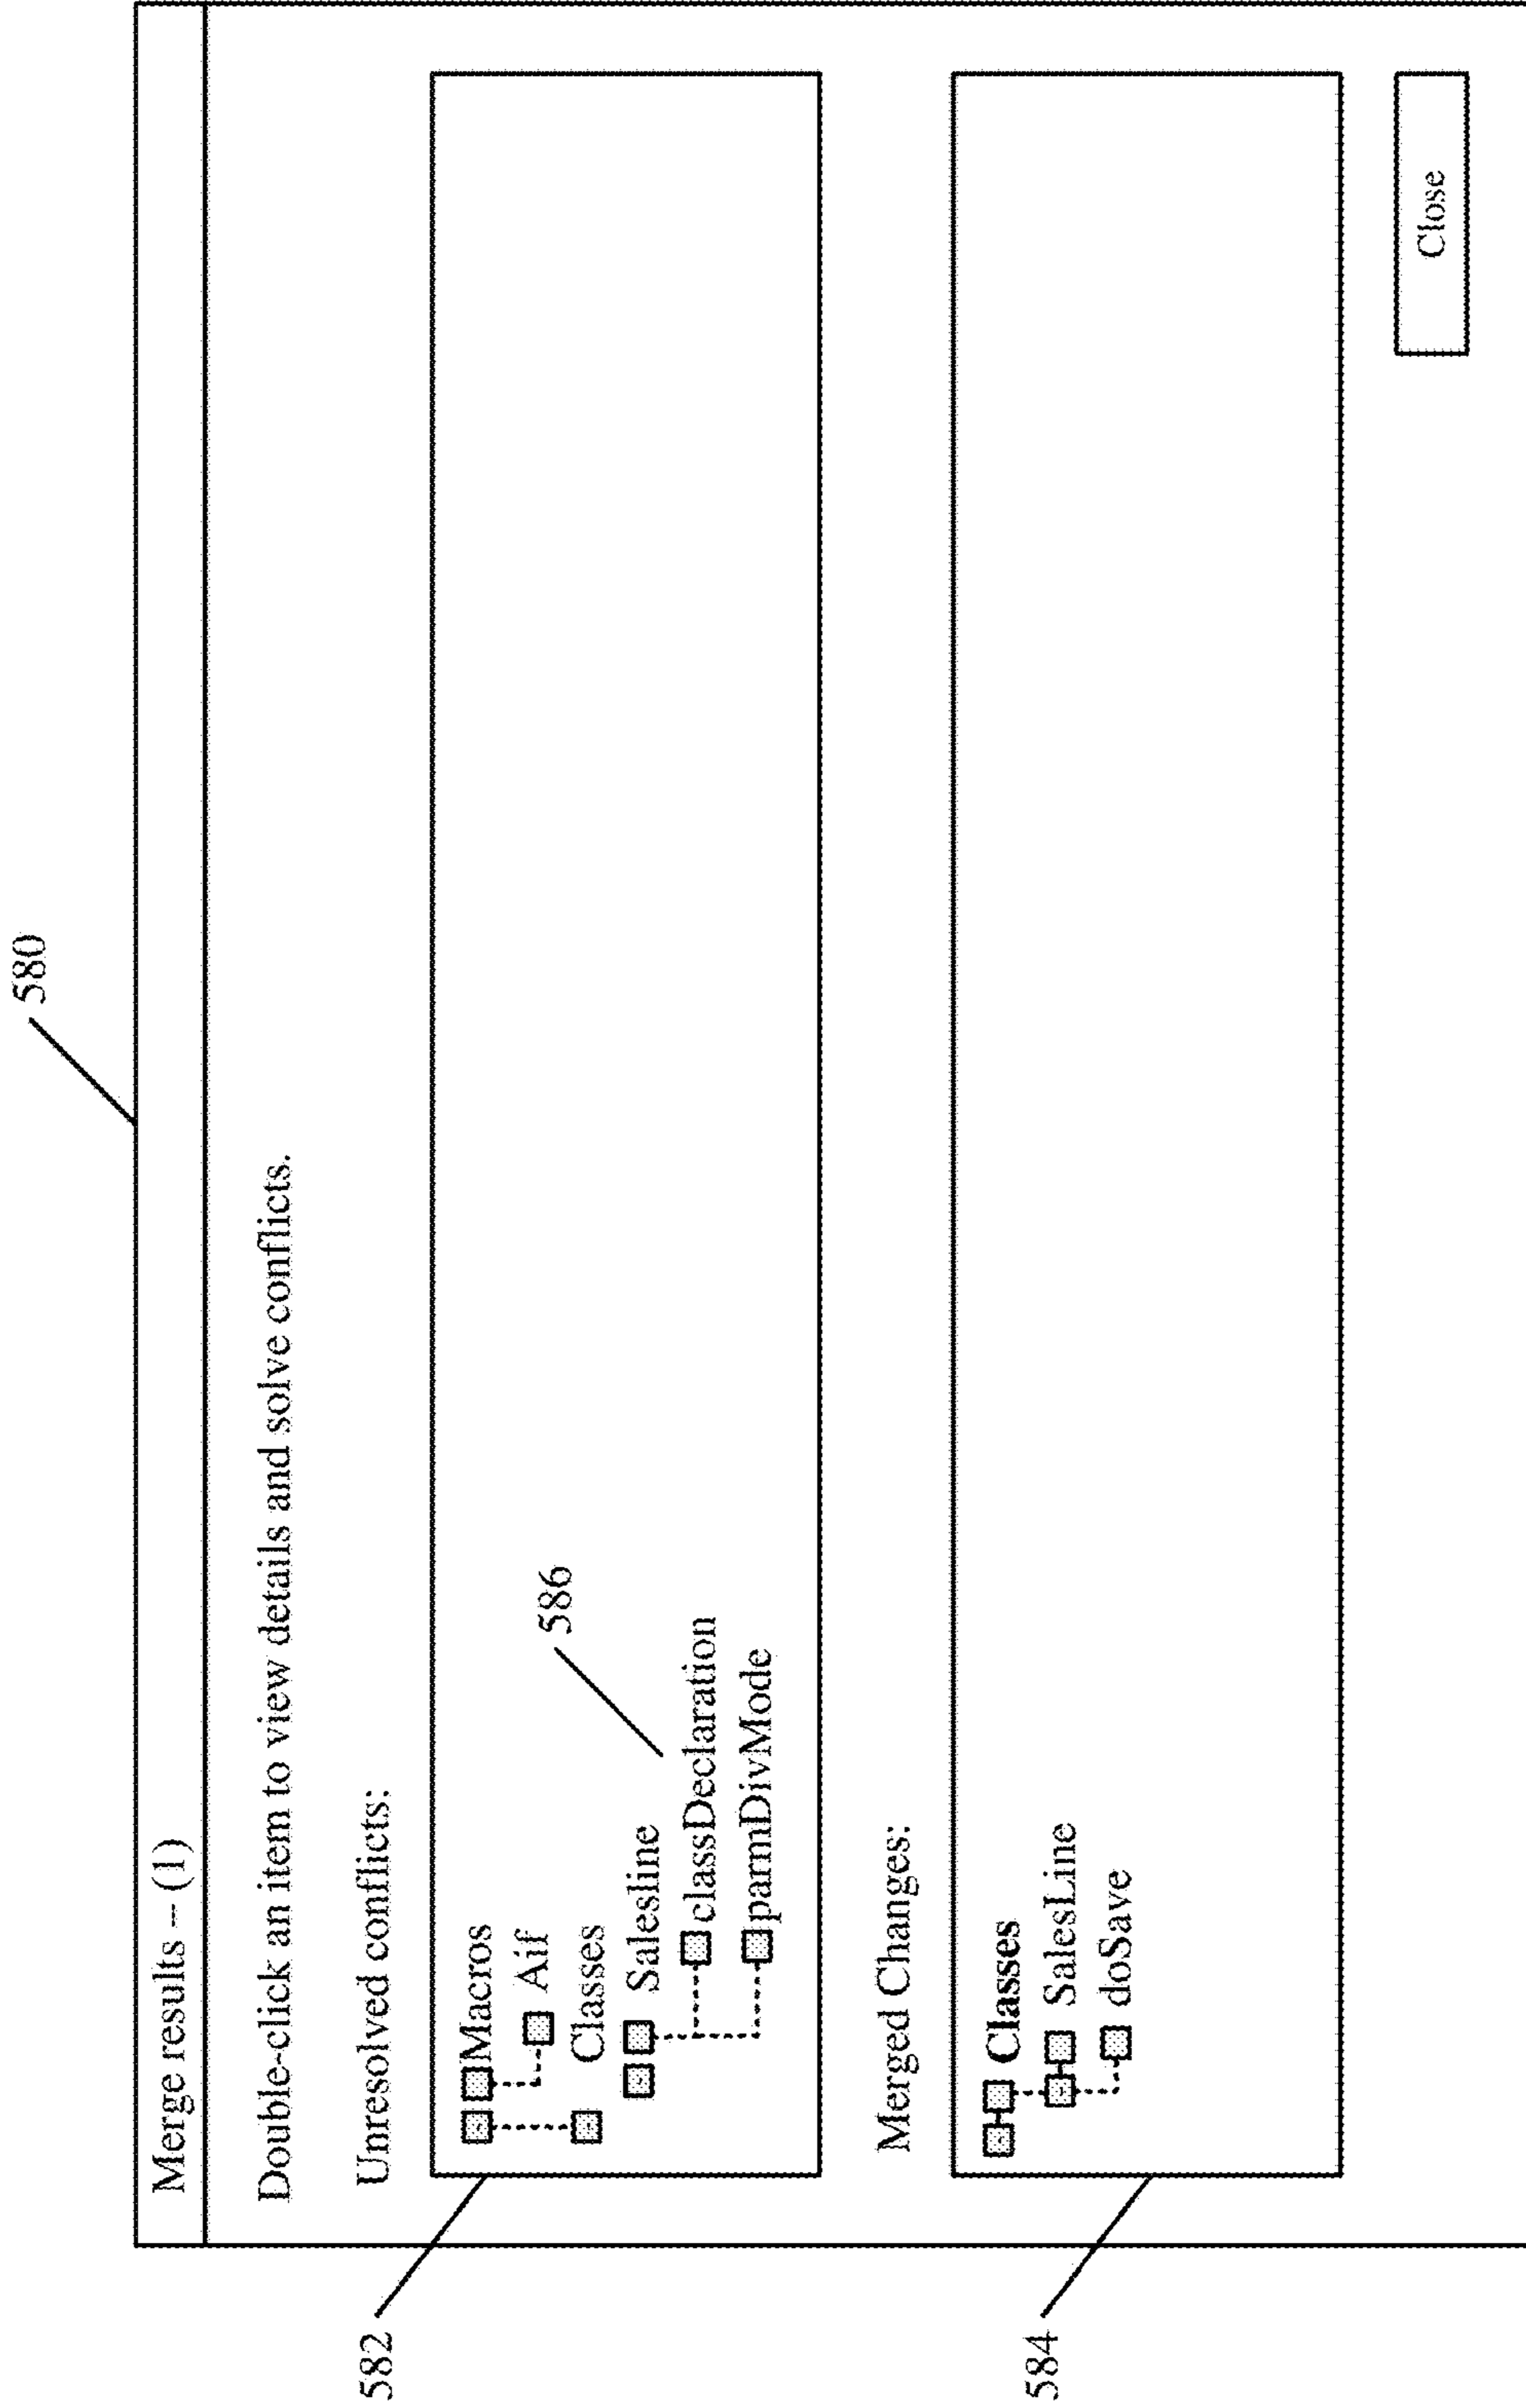 580
Merge results – (1)
Double-click an item to view details and solve conflicts.
Unresolved conflicts:
582
Macros
Aif
586
Classes
Salesline
classDeclaration
parmDivMode
Merged Changes:
584
Classes
SalesLine
doSave
Close